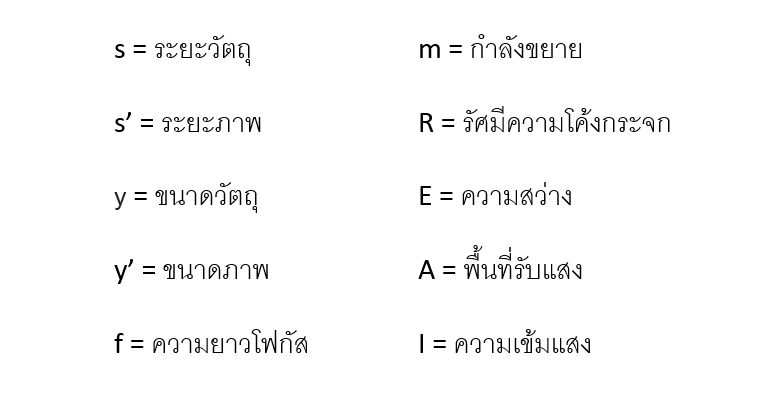 s = ระยะวัตถุ
s’ = ระยะภาพ
y = ขนาดวัตถุ
y’ = ขนาดภาพ
f = ความยาวโฟกัส
m = กำลังขยาย
R = รัศมีความโค้งกระจก
E = ความสว่าง
A = พื้นที่รับแสง
I = ความเข้มแสง